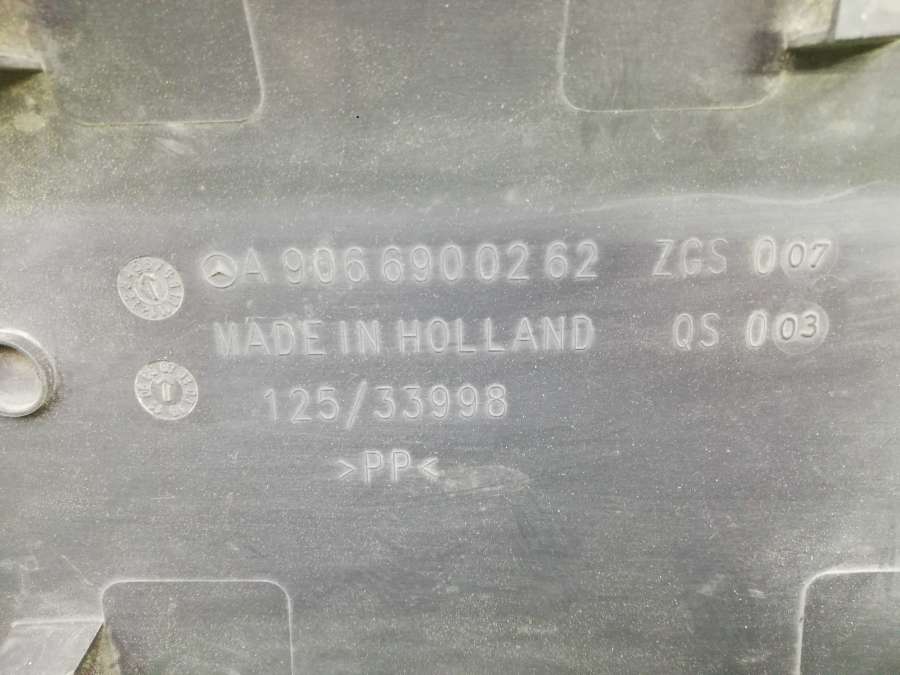 A 906 690 02 62 ZGS 007
MADE IN HOLLAND QS 003
125/33998
>PP<